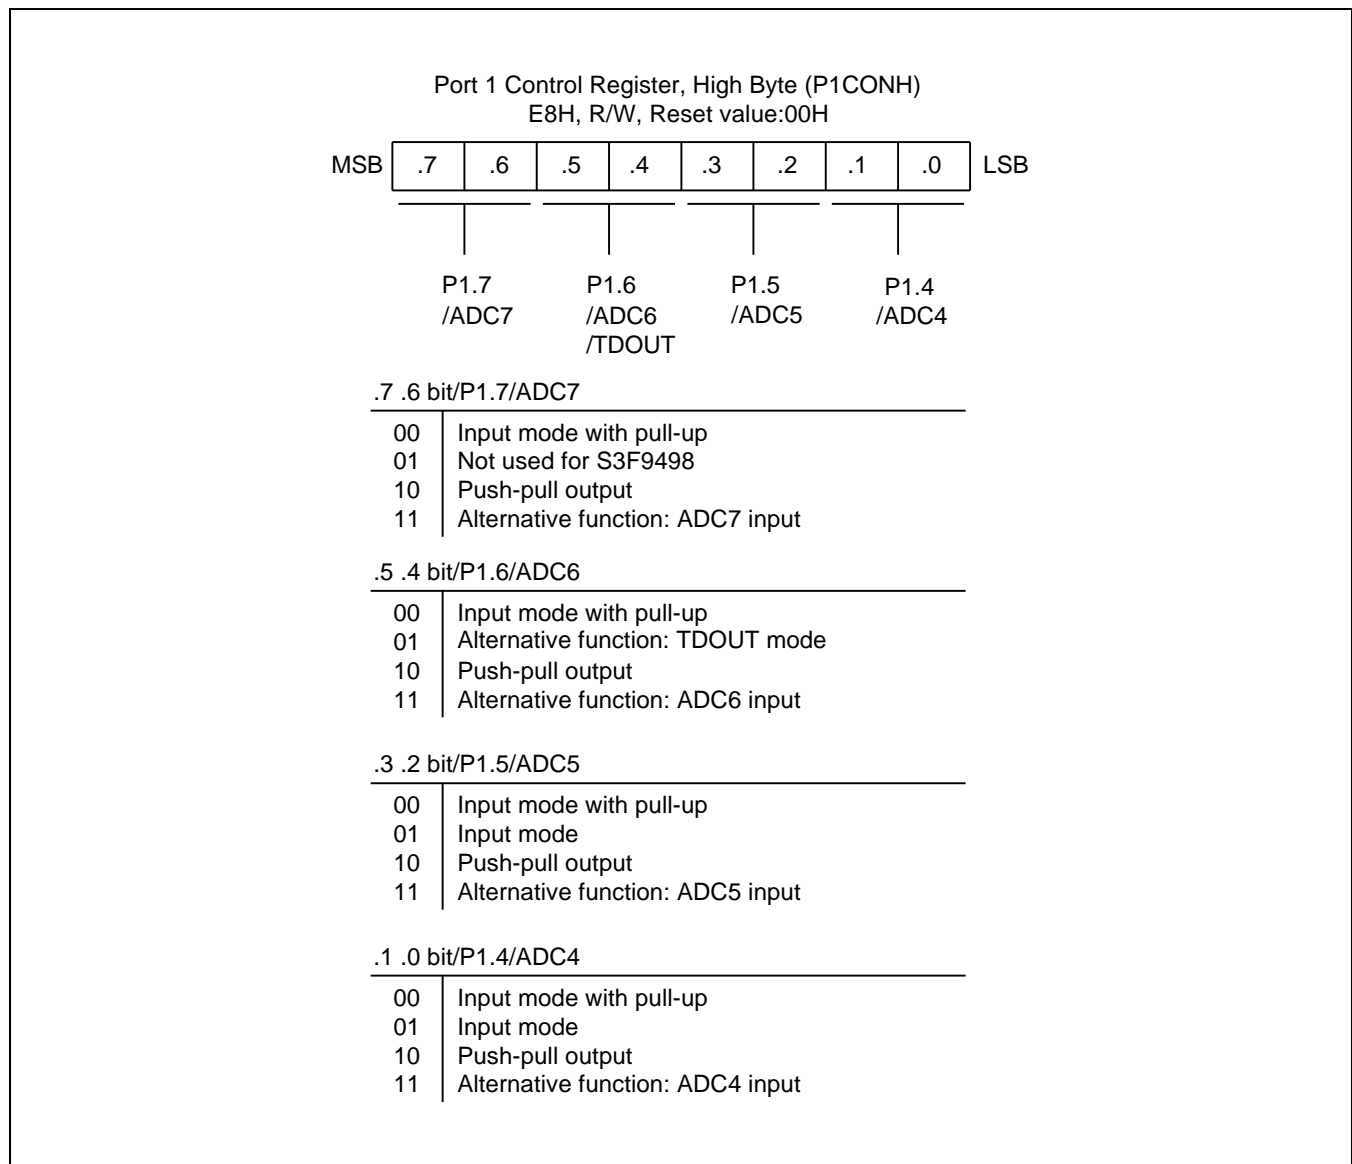 Port 1 Control Register, High Byte (P1CONH)
E8H, R/W, Reset value:00H
MSB .7 .6 .5 .4 .3 .2 .1 .0 LSB
P1.7 P1.6 P1.5 P1.4
/ADC7 /ADC6 /ADC5 /ADC4
/TDOUT
.7 .6 bit/P1.7/ADC7
00 Input mode with pull-up
01 Not used for S3F9498
10 Push-pull output
11 Alternative function: ADC7 input
.5 .4 bit/P1.6/ADC6
00 Input mode with pull-up
01 Alternative function: TDOUT mode
10 Push-pull output
11 Alternative function: ADC6 input
.3 .2 bit/P1.5/ADC5
00 Input mode with pull-up
01 Input mode
10 Push-pull output
11 Alternative function: ADC5 input
.1 .0 bit/P1.4/ADC4
00 Input mode with pull-up
01 Input mode
10 Push-pull output
11 Alternative function: ADC4 input